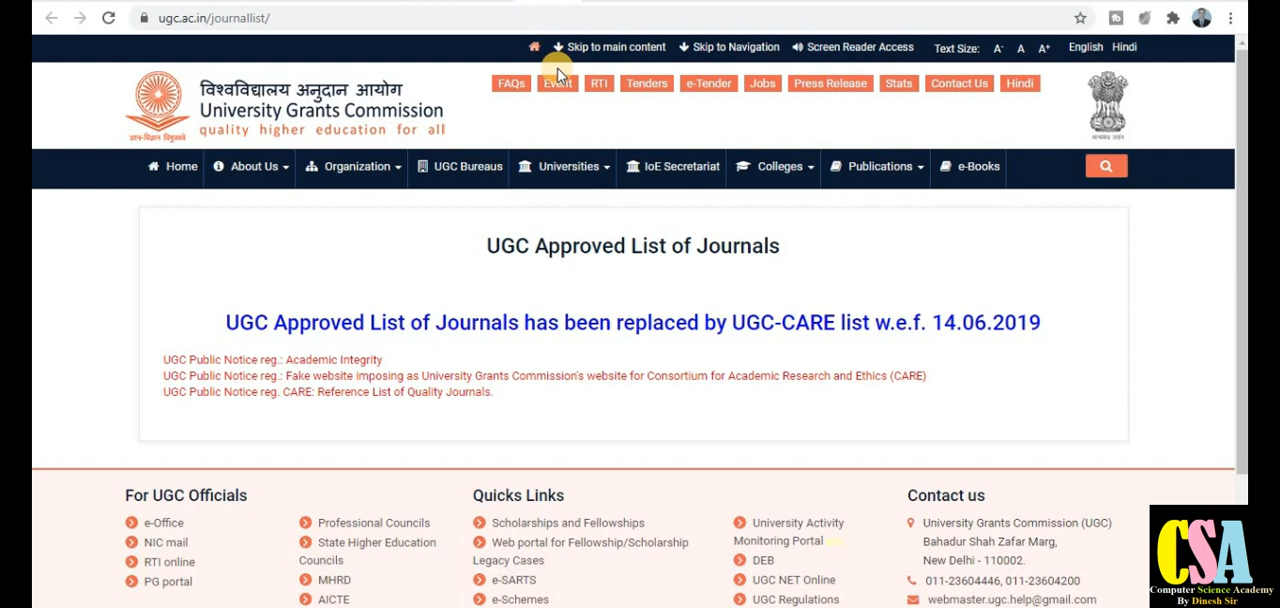 ugc.ac.in/journallist/
Skip to main content Skip to Navigation Screen Reader Access Text Size: A- A A+ English Hindi
FAQs Event RTI Tenders e-Tender Jobs Press Release Stats Contact Us Hindi
विश्वविद्यालय अनुदान आयोग
University Grants Commission
quality higher education for all
ज्ञान-विज्ञान विमुक्तये
सत्यमेव जयते
Home About Us Organization UGC Bureaus Universities IoE Secretariat Colleges Publications e-Books
UGC Approved List of Journals
UGC Approved List of Journals has been replaced by UGC-CARE list w.e.f. 14.06.2019
UGC Public Notice reg.: Academic Integrity
UGC Public Notice reg.: Fake website imposing as University Grants Commission's website for Consortium for Academic Research and Ethics (CARE)
UGC Public Notice reg. CARE: Reference List of Quality Journals.
For UGC Officials
e-Office
NIC mail
RTI online
PG portal
Professional Councils
State Higher Education
Councils
MHRD
AICTE
Quicks Links
Scholarships and Fellowships
Web portal for Fellowship/Scholarship
Legacy Cases
e-SARTS
e-Schemes
University Activity
Monitoring Portal
DEB
UGC NET Online
UGC Regulations
Contact us
University Grants Commission (UGC)
Bahadur Shah Zafar Marg,
New Delhi - 110002.
011-23604446, 011-23604200
webmaster.ugc.help@gmail.com
CSA
Computer Science Academy
By Dinesh Sir